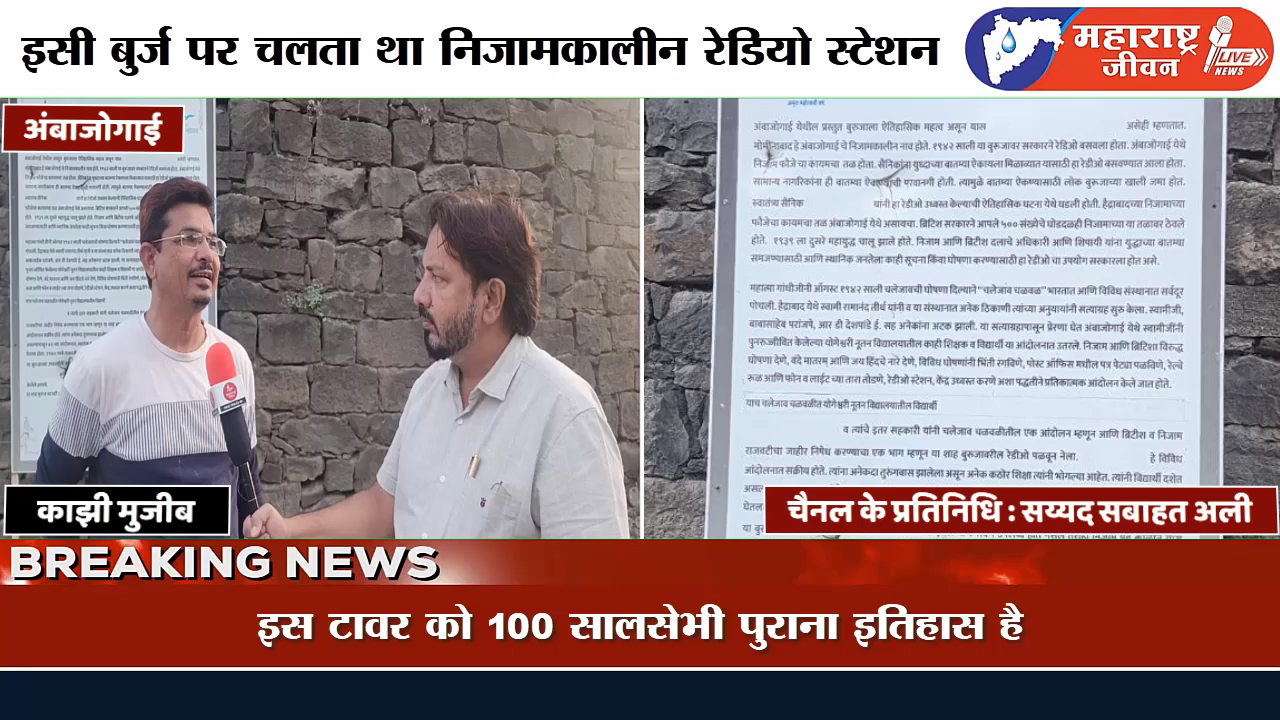 इसी बुर्ज पर चलता था निजामकालीन रेडियो स्टेशन
महाराष्ट्र
जीवन
LIVE
NEWS
अंबाजोगाई
अंबाजोगाई येथील प्रस्तुत बुरुजाला ऐतिहासिक महत्व असून यास असेही म्हणतात.
मोमीनाबाद हे अंबाजोगाई चे निजामकालीन नाव होते. १९४२ साली या बुरूजावर सरकारने रेडीओ बसवला होता. अंबाजोगाई येथे
निजाम फौजे चा कायमचा तळ होता. सैनिकांना युध्दाच्या बातम्या ऐकायला मिळाव्यात यासाठी हा रेडीओ बसवण्यात आला होता.
सामान्य नागरिकांना ही बातम्या ऐकण्याची परवानगी होती. त्यामुळे बातम्या ऐकण्यासाठी लोक बुरूजाच्या खाली जमा होत.
स्वातंत्र्य सैनिक यांनी हा रेडीओ उध्वस्त केल्याची ऐतिहासिक घटना येथे घडली होती. हैद्राबादच्या निजामाच्या
फौजेचा कायमचा तळ अंबाजोगाई येथे असायचा. ब्रिटिश सरकारने आपले ५०० संख्येचे घोडदळही निजामाच्या या तळावर ठेवले
होते. १९३९ ला दुसरे महायुद्ध चालू झाले होते. निजाम आणि ब्रिटीश दलाचे अधिकारी आणि शिपायी यांना युद्धाच्या बातम्या
समजण्यासाठी आणि स्थानिक जनतेला काही सूचना किंवा घोषणा करण्यासाठी हा रेडीओ चा उपयोग सरकारला होत असे.
महात्मा गांधीजींनी ऑगस्ट १९४२ साली चलेजावची घोषणा दिल्याने "चलेजाव चळवळ" भारतात आणि विविध संस्थानात सर्वदूर
पोचली. हैद्राबाद येथे स्वामी रामानंद तीर्थ यांनी व या संस्थानात अनेक ठिकाणी त्यांच्या अनुयायांनी सत्याग्रह सुरु केला. स्वामीजी,
बाबासाहेब परांजपे, आर डी देशपांडे ई. सह अनेकांना अटक झाली. या सत्याग्रहापासून प्रेरणा घेत अंबाजोगाई येथे स्वामीजींनी
पुनरुज्जीवित केलेल्या योगेश्वरी नूतन विद्यालयातील काही शिक्षक व विद्यार्थी या आंदोलनात उतरले. निजाम आणि ब्रिटिशा विरुद्ध
घोषणा देणे, वंदे मातरम् आणि जय हिंदचे नारे देणे, विविध घोषणांनी भिंती रंगविणे, पोस्ट ऑफिस मधील पत्र पेट्या पळविणे, रेल्वे
रूळ आणि फोन व लाईट च्या तारा तोडणे, रेडीओ स्टेशन, केंद्र उध्वस्त करणे अशा पद्धतीने प्रतिकात्मक आंदोलन केले जात होते.
याच चलेजाव चळवळीत योगेश्वरी नूतन विद्यालयातील विद्यार्थी
व त्यांचे इतर सहकारी यांनी चलेजाव चळवळीतील एक आंदोलन म्हणून आणि ब्रिटीश व निजाम
राजवटीचा जाहीर निषेध करण्याचा एक भाग म्हणून या शाह बुरुजावरील रेडीओ पळवून नेला. हे विविध
आंदोलनात सक्रीय होते. त्यांना अनेकदा तुरुंगवास झालेला असून अनेक कठोर शिक्षा त्यांनी भोगल्या आहेत. त्यांनी विद्यार्थी दशेत
काझी मुजीब
चैनल के प्रतिनिधि : सय्यद सबाहत अली
BREAKING NEWS
इस टावर को 100 सालसेभी पुराना इतिहास है